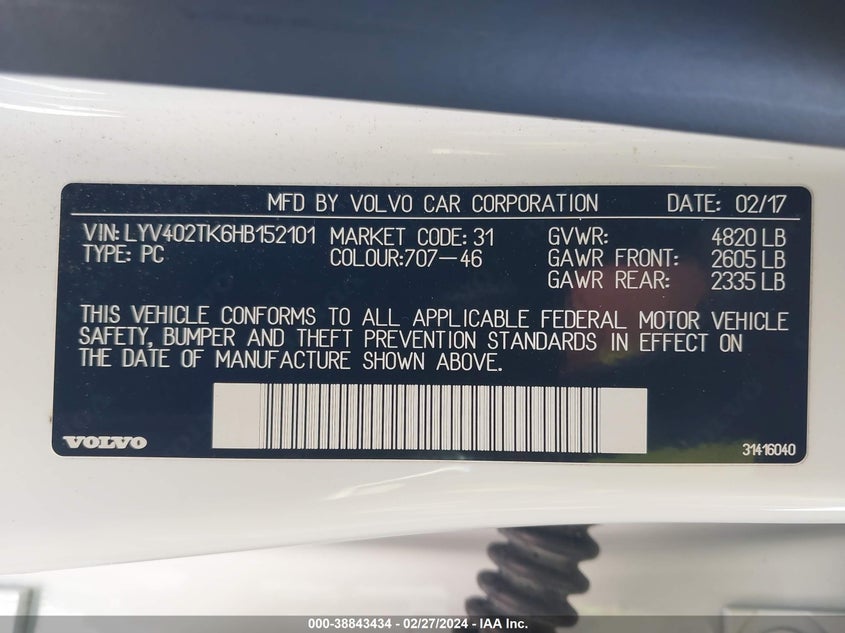 MFD BY VOLVO CAR CORPORATION DATE: 02/17
VIN: LYV402TK6HB152101 MARKET CODE: 31 GVWR: 4820 LB
TYPE: PC COLOUR:707-46 GAWR FRONT: 2605 LB
GAWR REAR: 2335 LB
THIS VEHICLE CONFORMS TO ALL APPLICABLE FEDERAL MOTOR VEHICLE
SAFETY, BUMPER AND THEFT PREVENTION STANDARDS IN EFFECT ON
THE DATE OF MANUFACTURE SHOWN ABOVE.
VOLVO 31416040
000-38843434 - 02/27/2024 - IAA Inc.